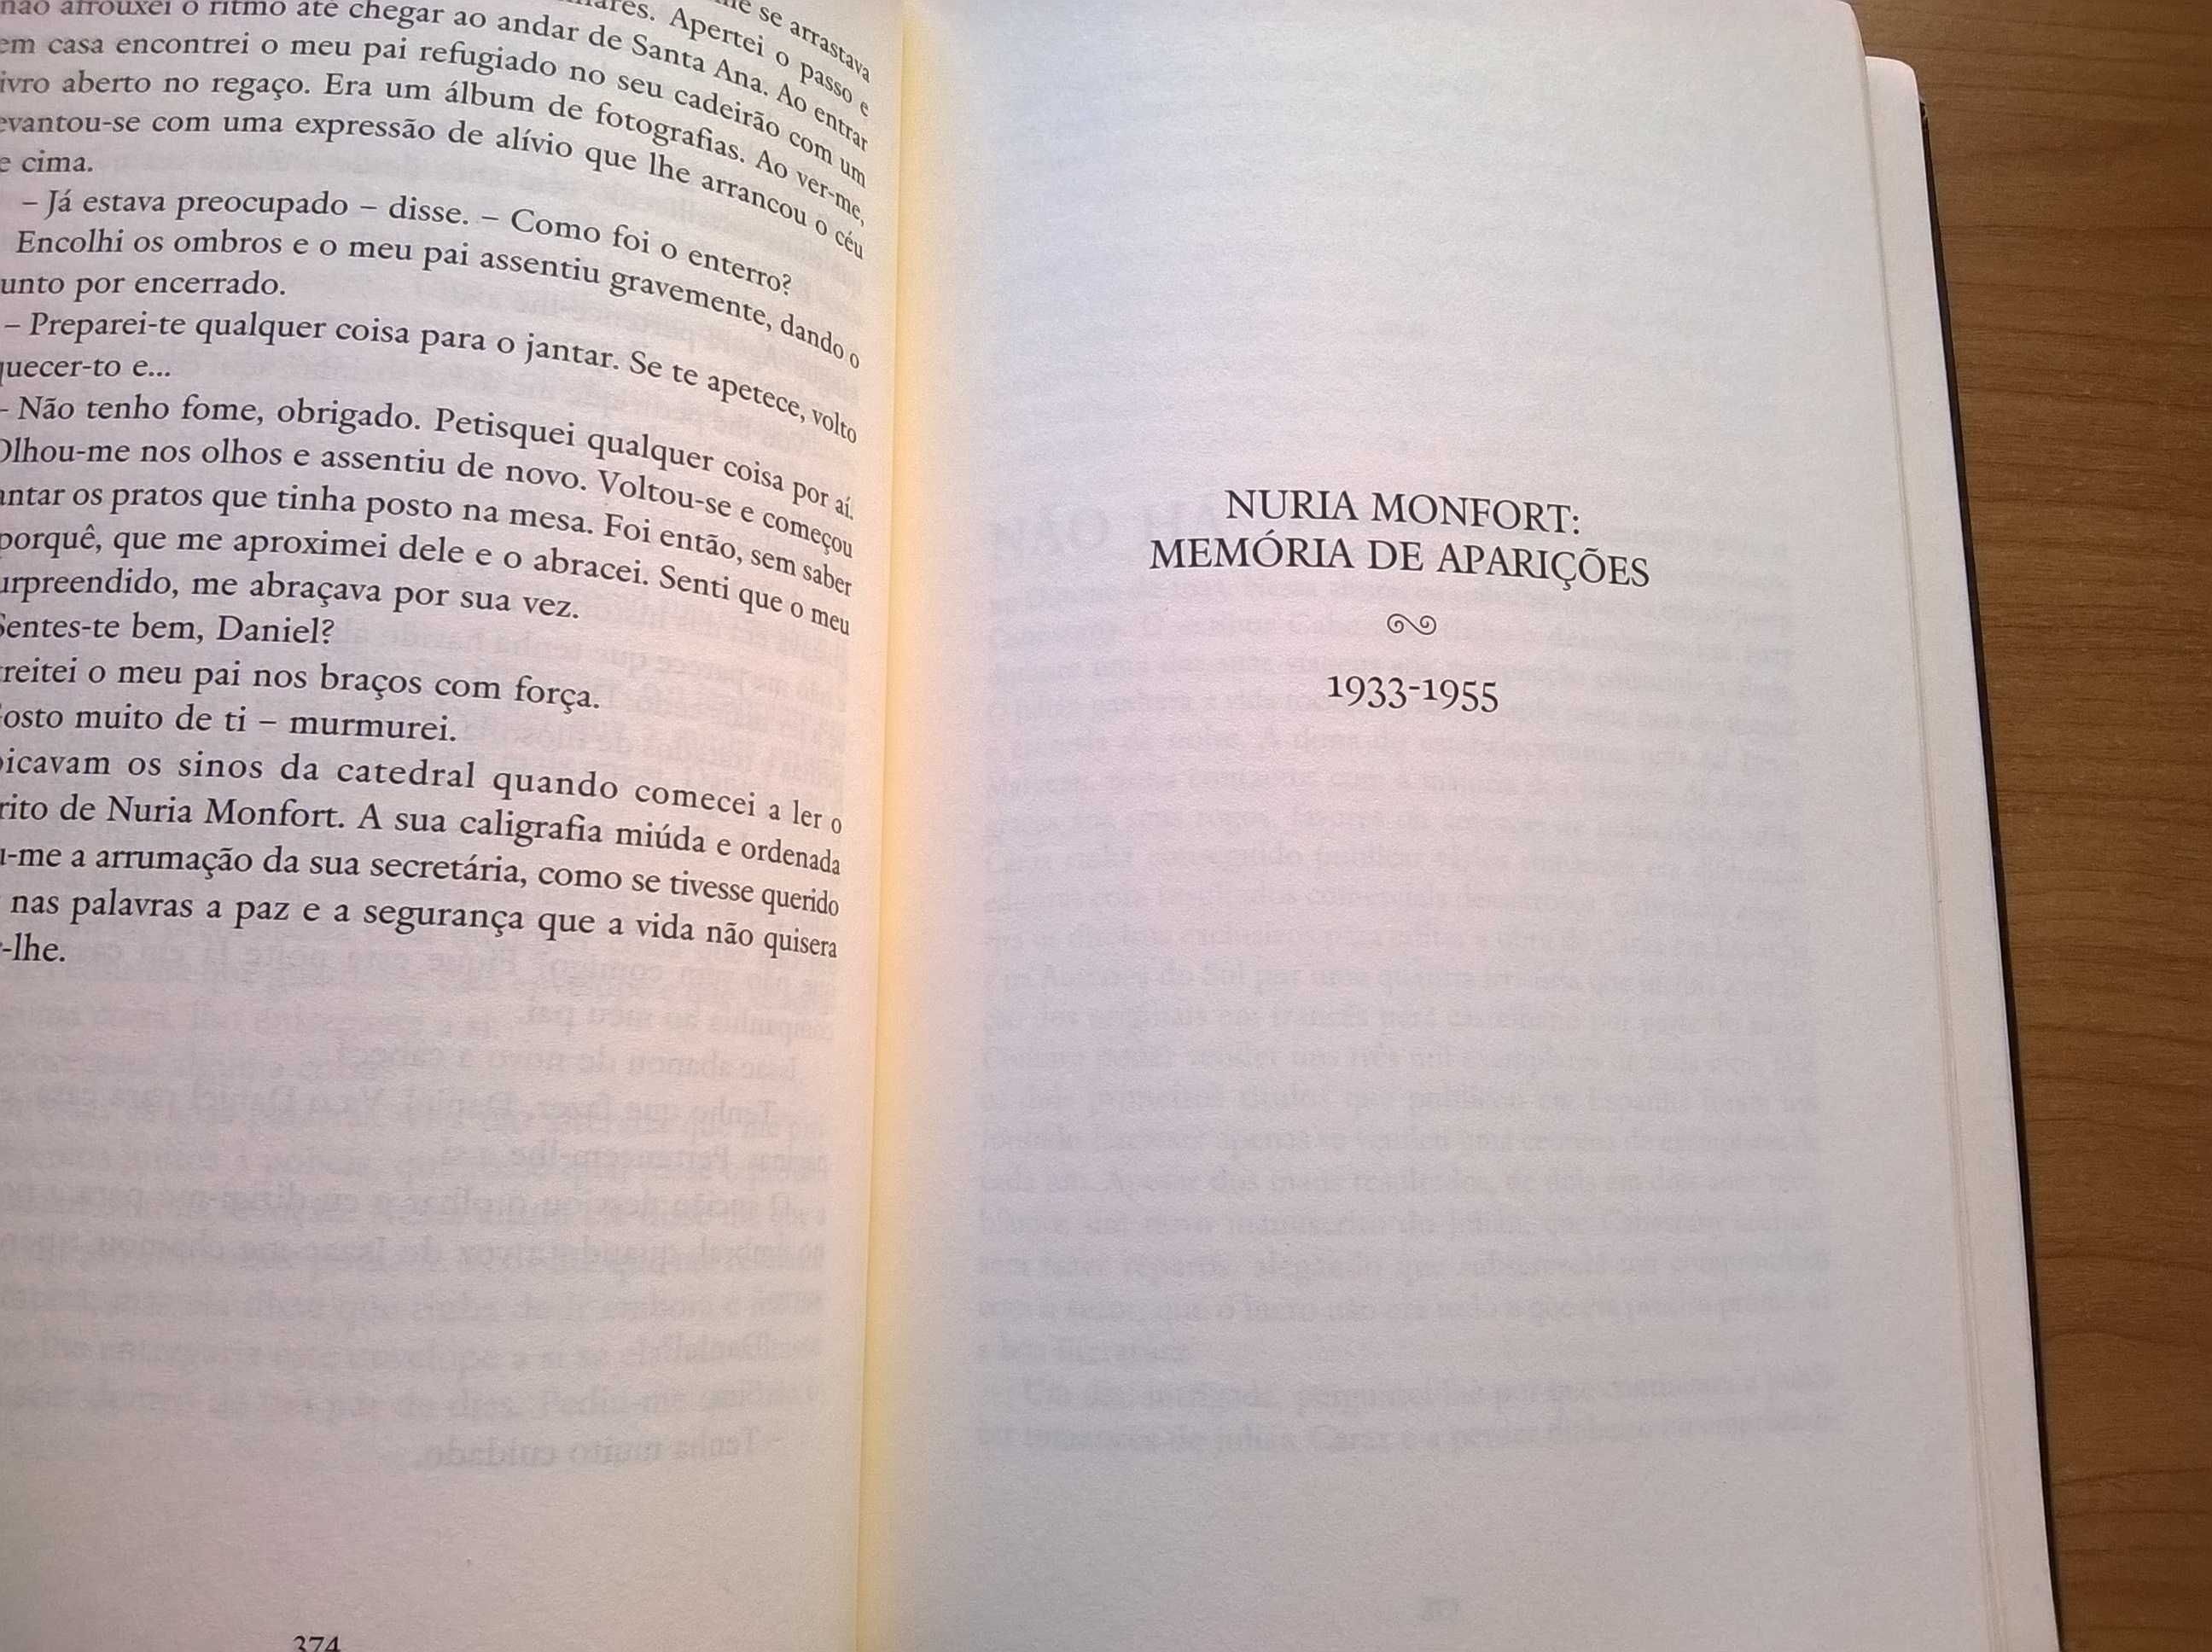 se arrastava
Apertei o passo e
não afrouxei o ritmo até chegar ao andar de Santa Ana. Ao entrar
em casa encontrei o meu pai refugiado no seu cadeirão com um
livro aberto no regaço. Era um álbum de fotografias. Ao ver-me,
evantou-se com uma expressão de alívio que lhe arrancou o céu
e cima.
– Já estava preocupado – disse. – Como foi o enterro?
Encolhi os ombros e o meu pai assentiu gravemente, dando o
unto por encerrado.
– Preparei-te qualquer coisa para o jantar. Se te apetece, volto
quecer-to e...
– Não tenho fome, obrigado. Petisquei qualquer coisa por aí.
Olhou-me nos olhos e assentiu de novo. Voltou-se e começou
antar os pratos que tinha posto na mesa. Foi então, sem saber
porquê, que me aproximei dele e o abracei. Senti que o meu
urpreendido, me abraçava por sua vez.
Sentes-te bem, Daniel?
reitei o meu pai nos braços com força.
osto muito de ti – murmurei.
icavam os sinos da catedral quando comecei a ler o
rito de Nuria Monfort. A sua caligrafia miúda e ordenada
u-me a arrumação da sua secretária, como se tivesse querido
nas palavras a paz e a segurança que a vida não quisera
-lhe.
374
NURIA MONFORT:
MEMÓRIA DE APARIÇÕES
1933-1955